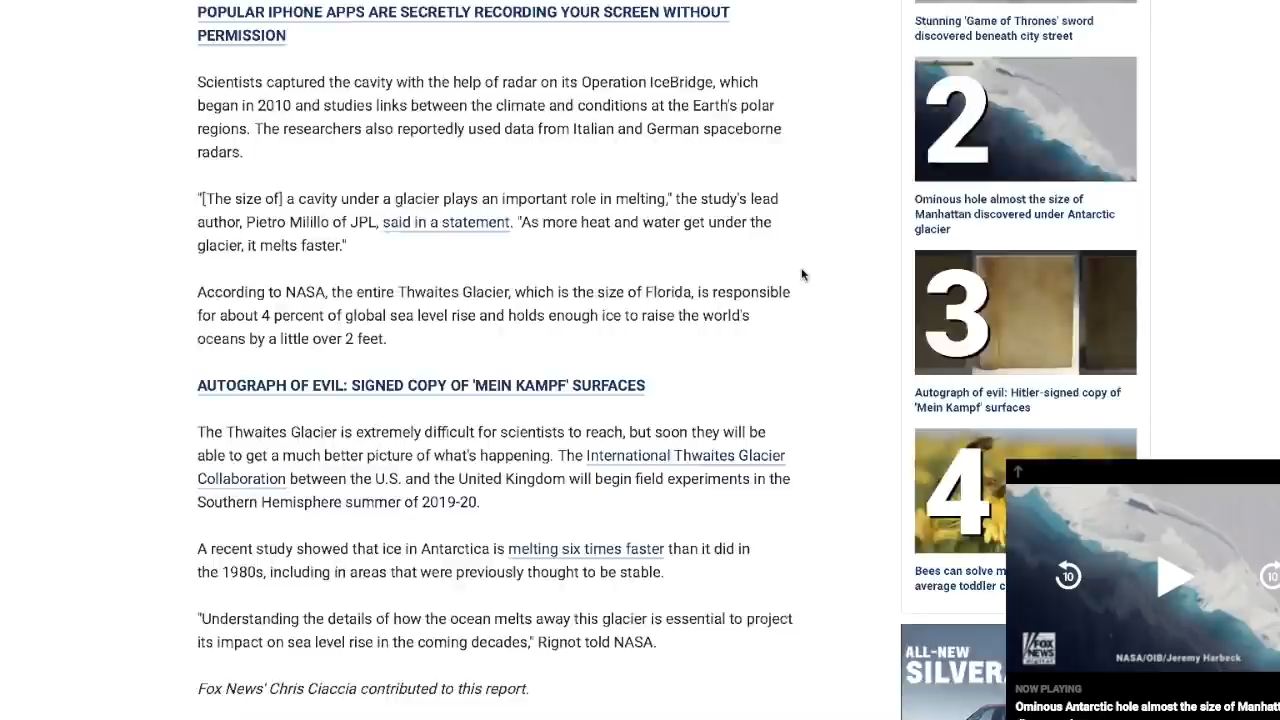 POPULAR IPHONE APPS ARE SECRETLY RECORDING YOUR SCREEN WITHOUT
PERMISSION
Scientists captured the cavity with the help of radar on its Operation IceBridge, which
began in 2010 and studies links between the climate and conditions at the Earth's polar
regions. The researchers also reportedly used data from Italian and German spaceborne
radars.
"[The size of] a cavity under a glacier plays an important role in melting," the study's lead
author, Pietro Milillo of JPL, said in a statement. "As more heat and water get under the
glacier, it melts faster."
According to NASA, the entire Thwaites Glacier, which is the size of Florida, is responsible
for about 4 percent of global sea level rise and holds enough ice to raise the world's
oceans by a little over 2 feet.
AUTOGRAPH OF EVIL: SIGNED COPY OF 'MEIN KAMPF' SURFACES
The Thwaites Glacier is extremely difficult for scientists to reach, but soon they will be
able to get a much better picture of what's happening. The International Thwaites Glacier
Collaboration between the U.S. and the United Kingdom will begin field experiments in the
Southern Hemisphere summer of 2019-20.
A recent study showed that ice in Antarctica is melting six times faster than it did in
the 1980s, including in areas that were previously thought to be stable.
"Understanding the details of how the ocean melts away this glacier is essential to project
its impact on sea level rise in the coming decades," Rignot told NASA.
Fox News' Chris Ciaccia contributed to this report.
Stunning 'Game of Thrones' sword
discovered beneath city street
2
Ominous hole almost the size of
Manhattan discovered under Antarctic
glacier
3
Autograph of evil: Hitler-signed copy of
'Mein Kampf' surfaces
4
Bees can solve m
average toddler c
ALL-NEW
SILVER
10
10
FOX
NEWS
digital
NASA/OIB/Jeremy Harbeck
NOW PLAYING
Ominous Antarctic hole almost the size of Manhat